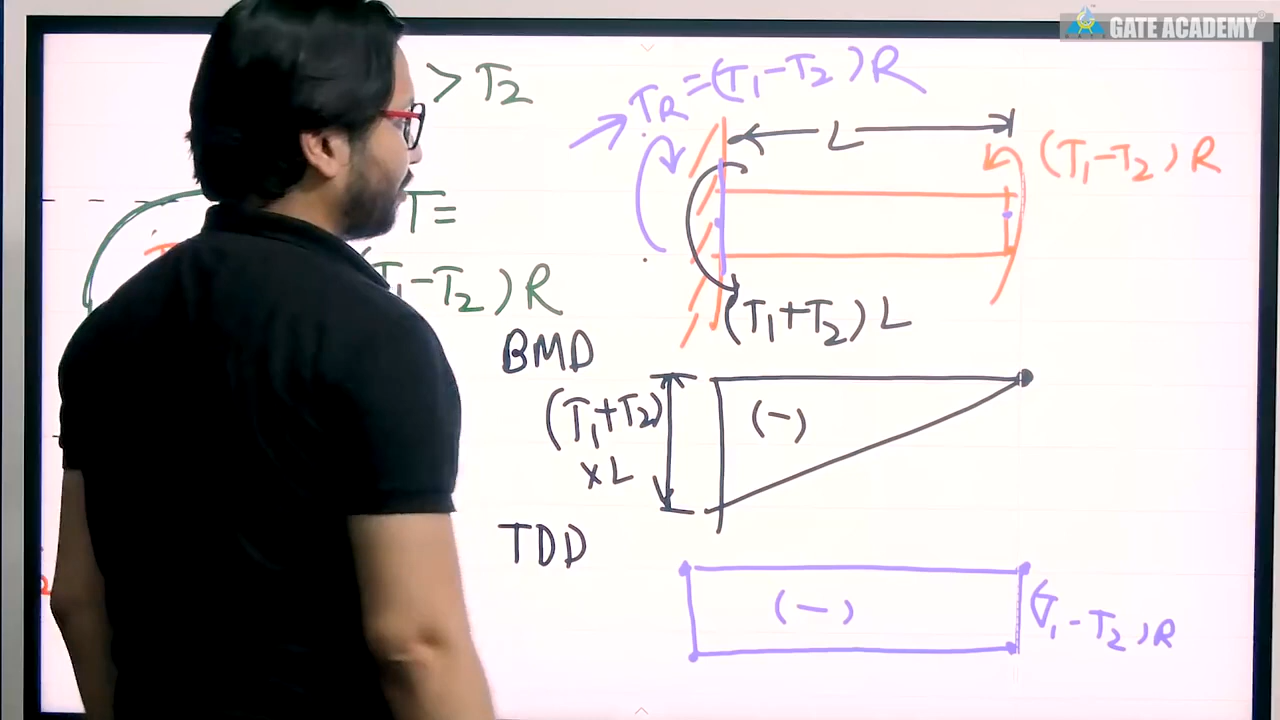 GATE ACADEMY
> T2
TR = (T1-T2) R
L
(T1-T2) R
T =
T1-T2) R
(T1+T2) L
BMD
(T1+T2)
× L
(-)
TDD
(-)
(T1-T2) R